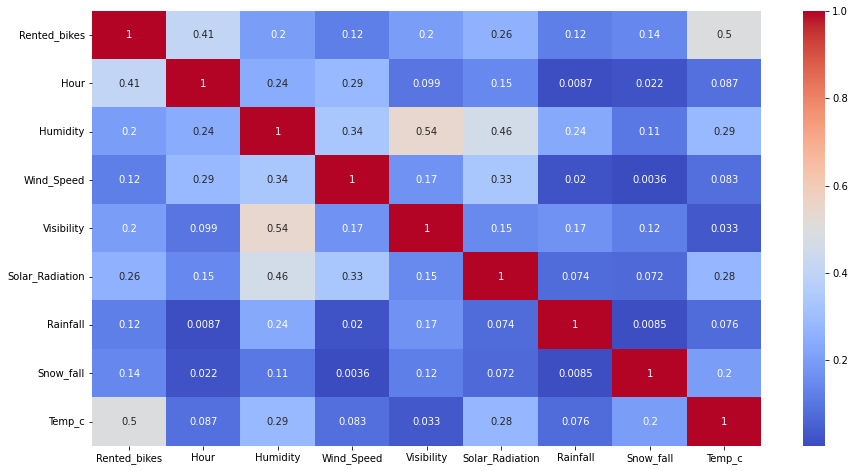 Rented_bikes 1 0.41 0.2 0.12 0.2 0.26 0.12 0.14 0.5
Hour 0.41 1 0.24 0.29 0.099 0.15 0.0087 0.022 0.087
Humidity 0.2 0.24 1 0.34 0.54 0.46 0.24 0.11 0.29
Wind_Speed 0.12 0.29 0.34 1 0.17 0.33 0.02 0.0036 0.083
Visibility 0.2 0.099 0.54 0.17 1 0.15 0.17 0.12 0.033
Solar_Radiation 0.26 0.15 0.46 0.33 0.15 1 0.074 0.072 0.28
Rainfall 0.12 0.0087 0.24 0.02 0.17 0.074 1 0.0085 0.076
Snow_fall 0.14 0.022 0.11 0.0036 0.12 0.072 0.0085 1 0.2
Temp_c 0.5 0.087 0.29 0.083 0.033 0.28 0.076 0.2 1
Rented_bikes Hour Humidity Wind_Speed Visibility Solar_Radiation Rainfall Snow_fall Temp_c
1.0
0.8
0.6
0.4
0.2